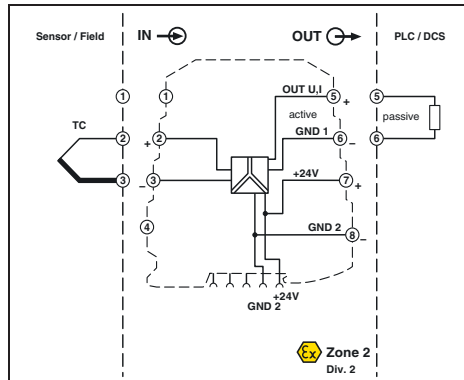 Sensor / Field IN OUT PLC / DCS
1 1 OUT U,I 5 + 5
TC active passive
2 + 2 GND 1 6 – 6
3 – 3 +24V 7 +
4 GND 2 8 –
+24V
GND 2
Ex Zone 2
Div. 2